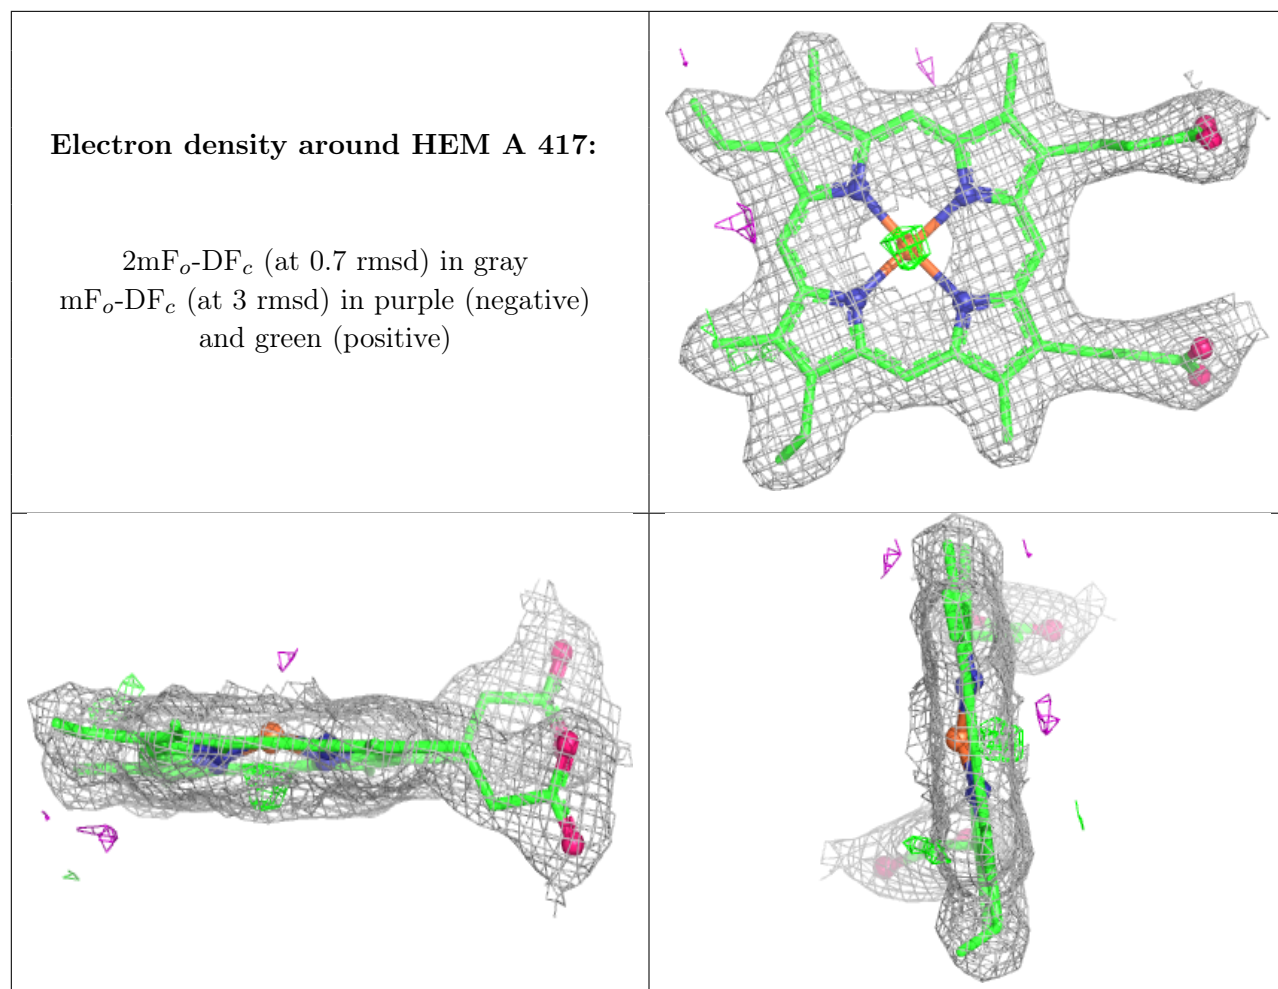 Electron density around HEM A 417:
2mFₒ-DF𝒸 (at 0.7 rmsd) in gray
mFₒ-DF𝒸 (at 3 rmsd) in purple (negative)
and green (positive)